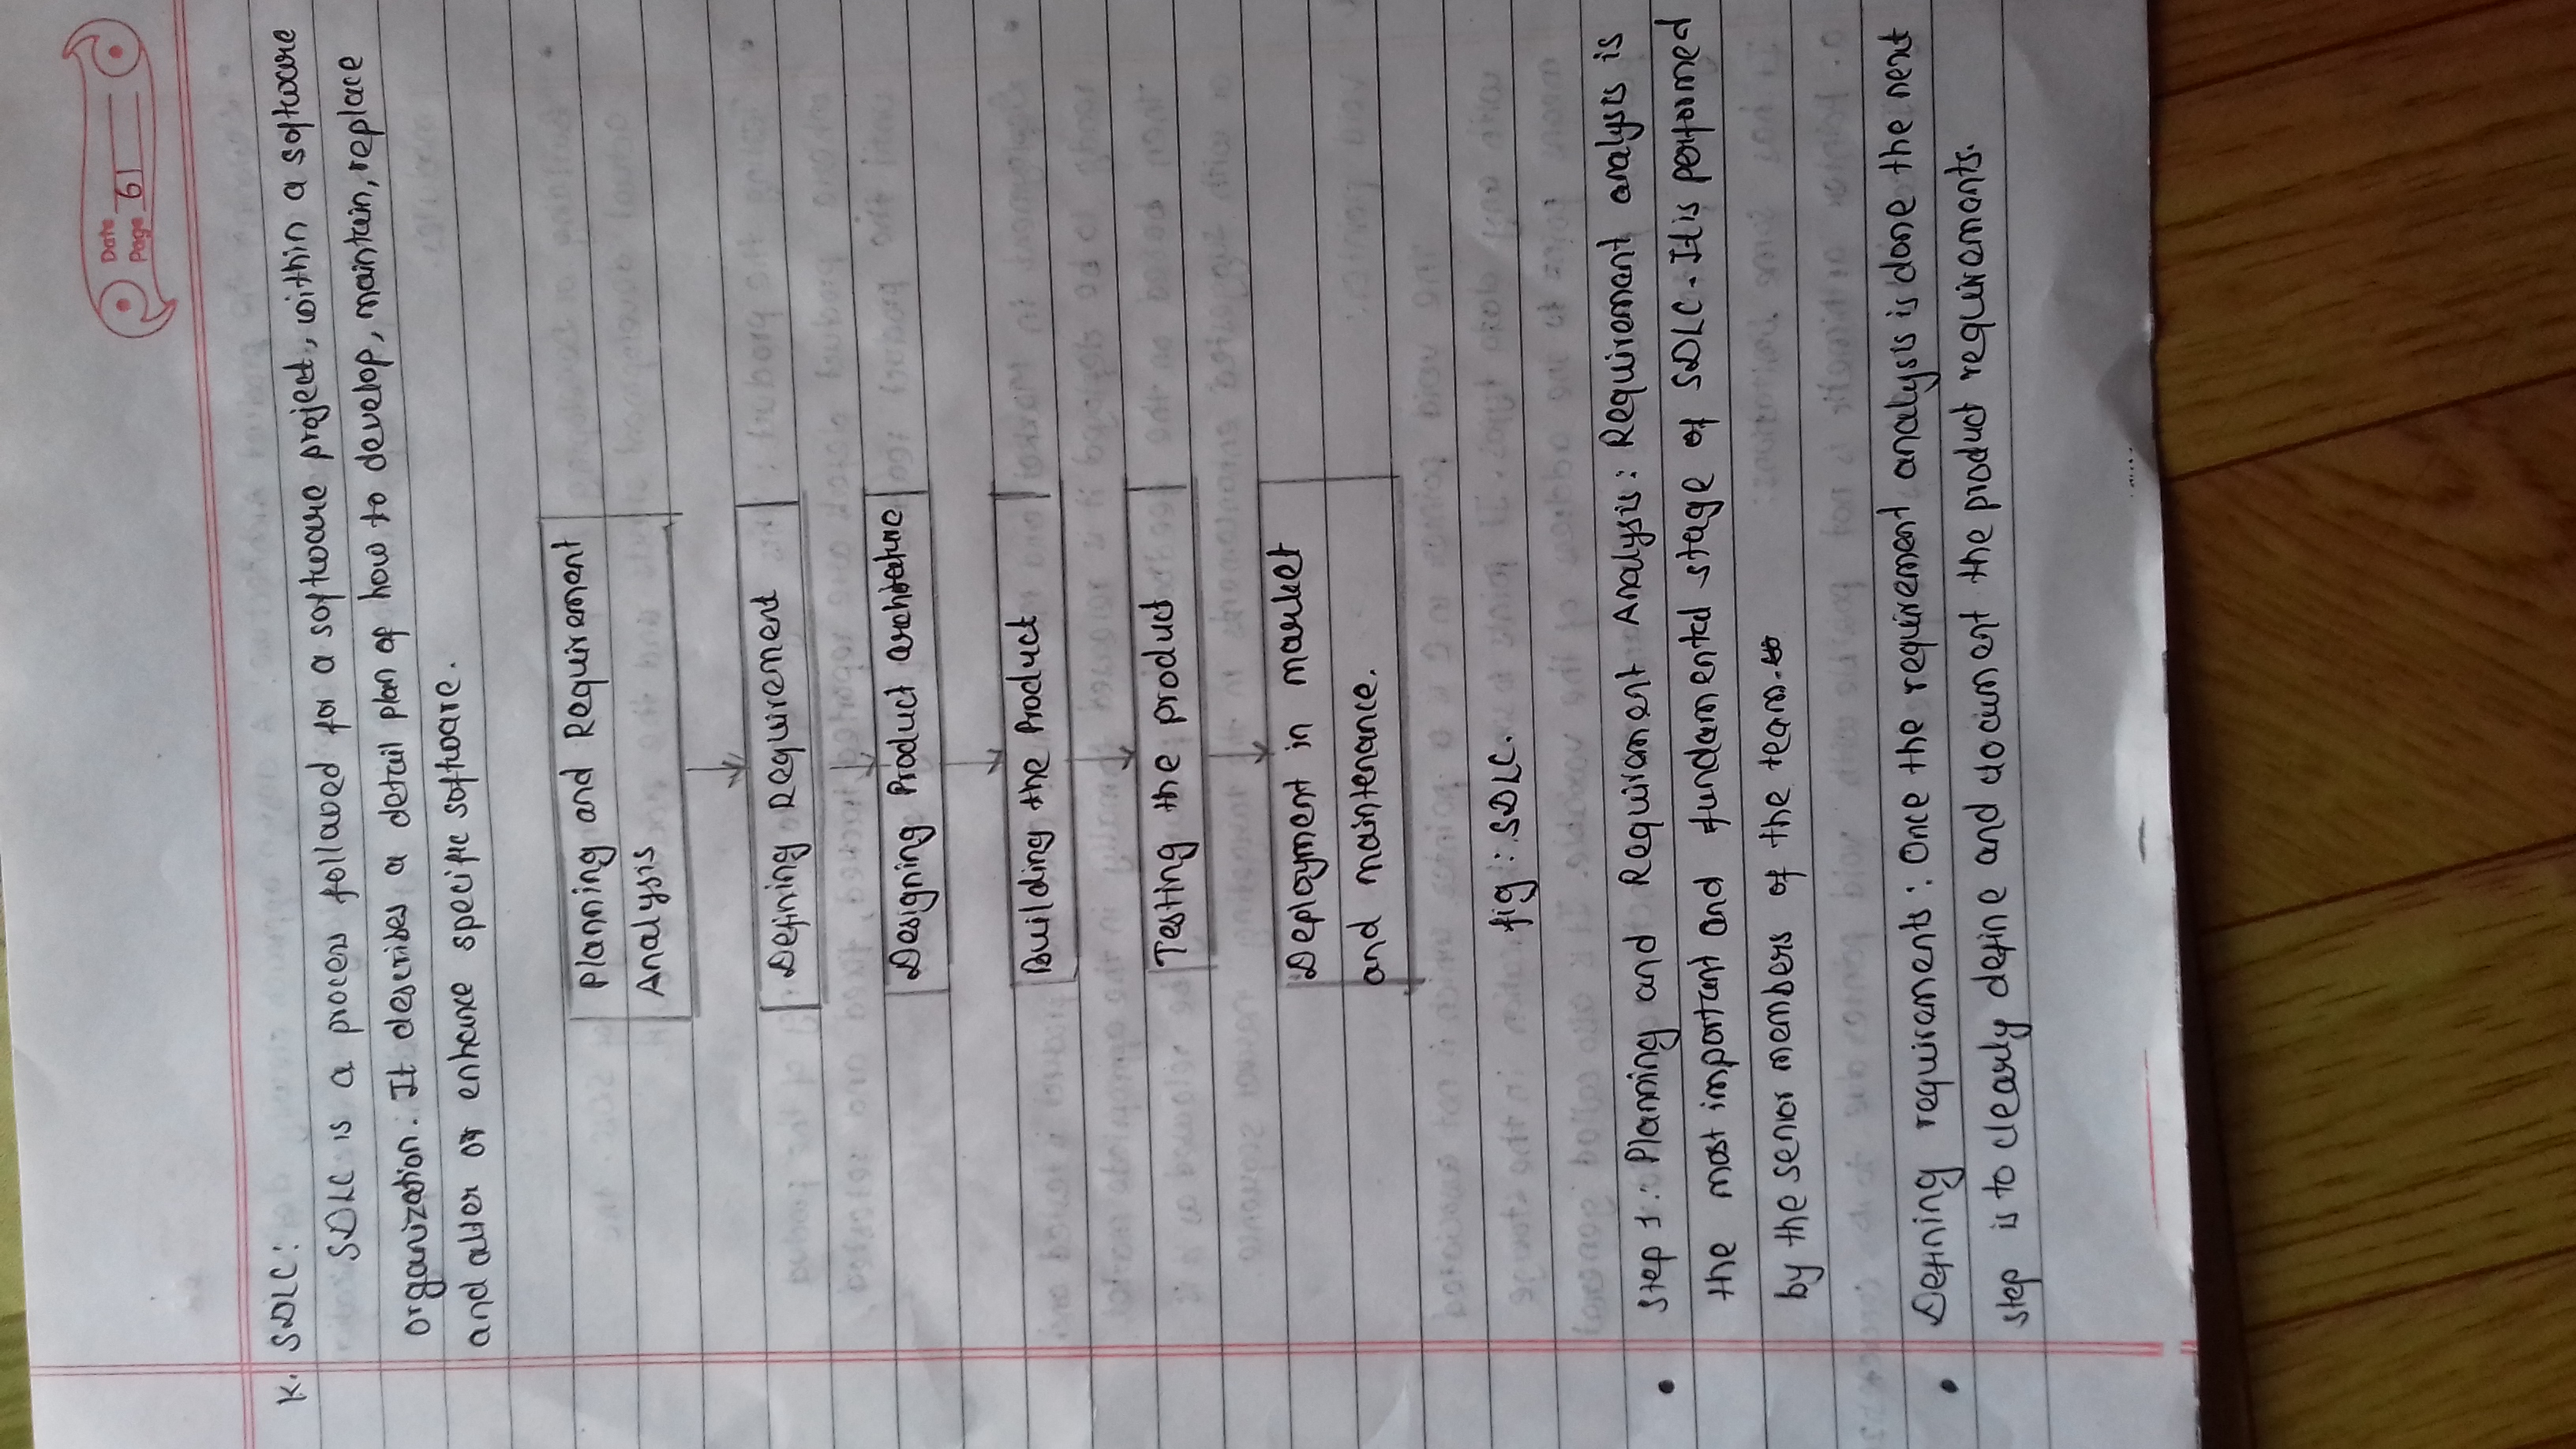 Date
Page 61
K. SDLC:
SDLC is a process followed for a software project, within a software
organization. It describes a detail plan of how to develop, maintain, replace
and alter or enhance specific software.
Planning and Requirement
Analysis
Defining Requirement
Designing Product architecture
Building the Product
Testing the product
Deployment in market
and maintenance.
fig: SDLC.
• Step 1: Planning and Requirement Analysis: Requirement analysis is
the most important and fundamental stage of SDLC. It is performed
by the senior members of the team.
• Defining requirements: Once the requirement analysis is done the next
step is to clearly define and document the product requirements.